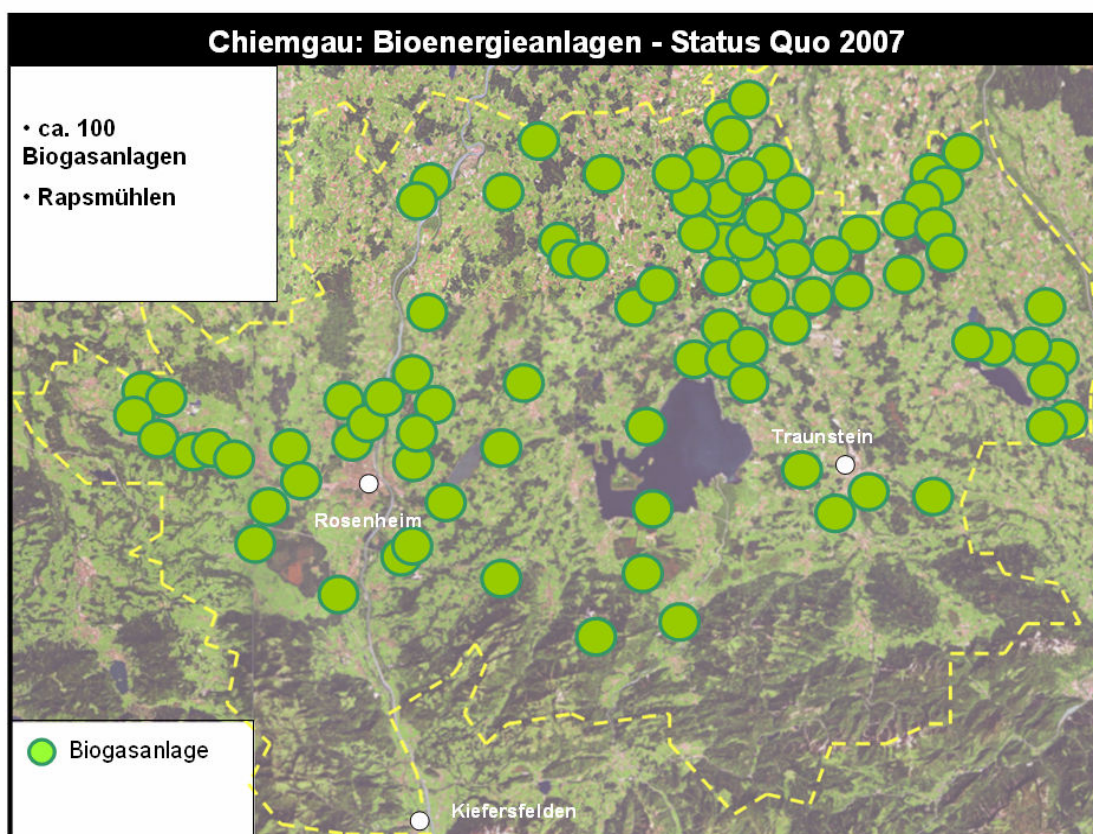 Chiemgau: Bioenergieanlagen - Status Quo 2007
• ca. 100
Biogasanlagen
• Rapsmühlen
Traunstein
Rosenheim
Biogasanlage
Kiefersfelden